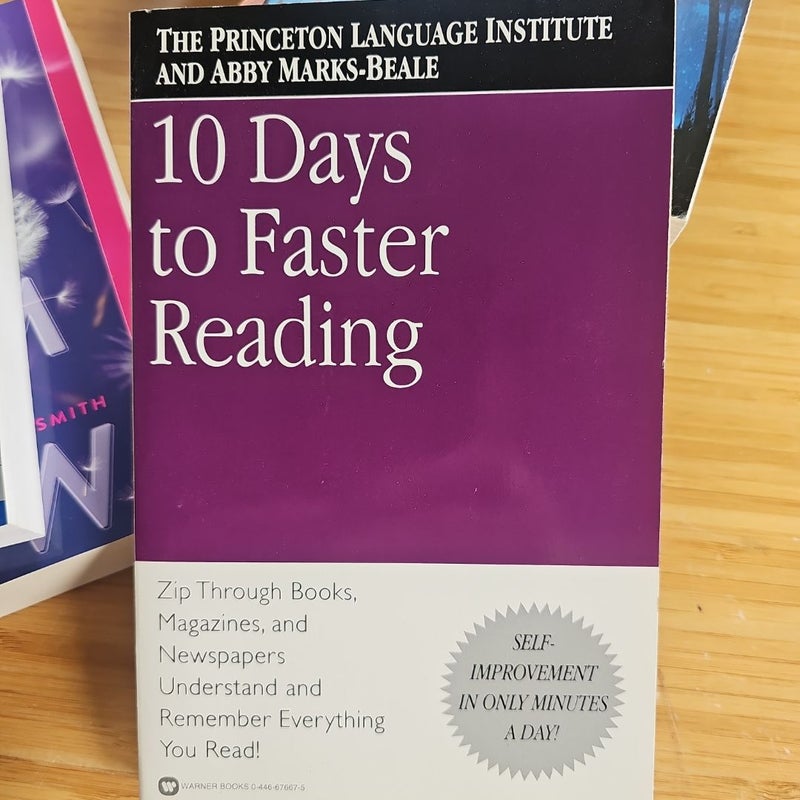 THE PRINCETON LANGUAGE INSTITUTE
AND ABBY MARKS-BEALE
10 Days
to Faster
Reading
SMITH
W
Zip Through Books,
Magazines, and
Newspapers
Understand and
Remember Everything
You Read!
SELF-
IMPROVEMENT
IN ONLY MINUTES
A DAY!
WARNER BOOKS 0-446-67667-5